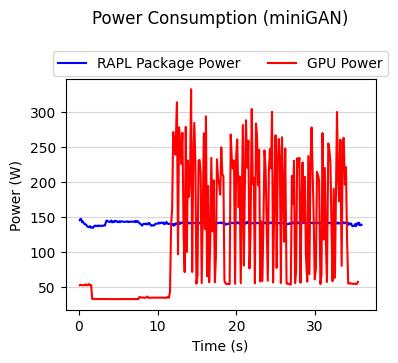 Power Consumption (miniGAN)
RAPL Package Power GPU Power
300
250
200
150
100
50
Power (W)
0 10 20 30
Time (s)